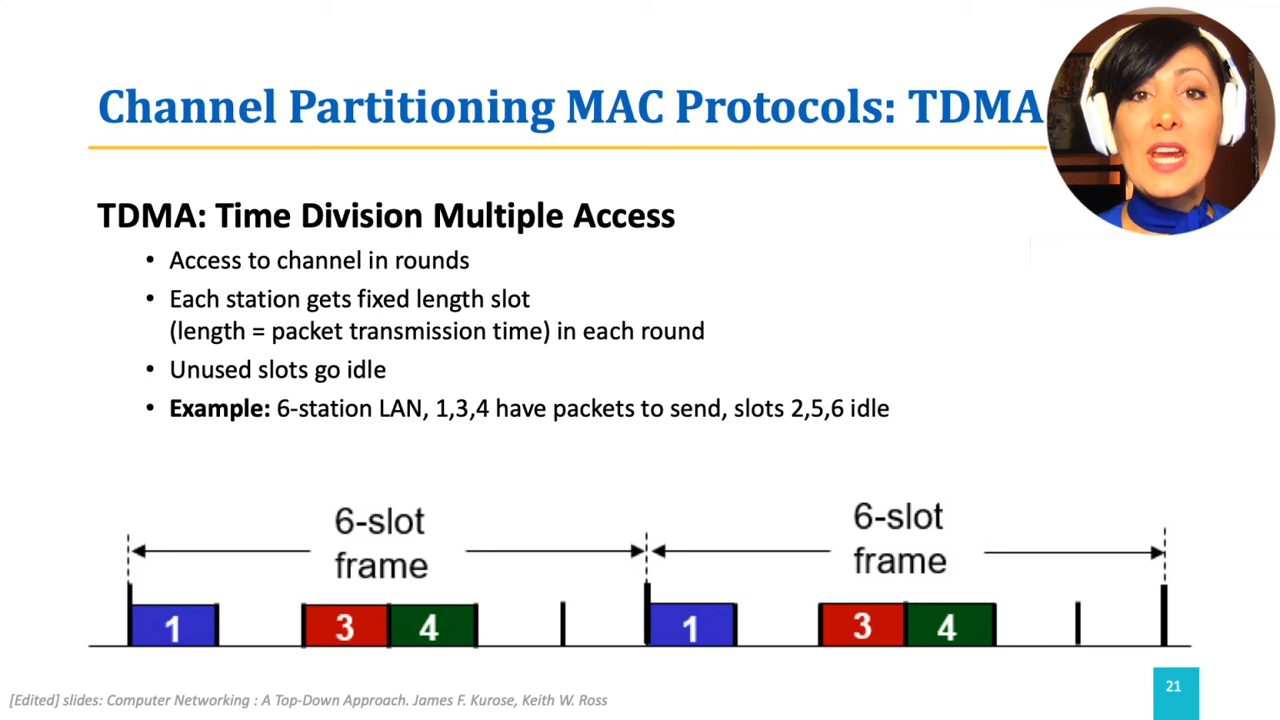 Channel Partitioning MAC Protocols: TDMA
TDMA: Time Division Multiple Access
• Access to channel in rounds
• Each station gets fixed length slot
(length = packet transmission time) in each round
• Unused slots go idle
• Example: 6-station LAN, 1,3,4 have packets to send, slots 2,5,6 idle
6-slot
frame
6-slot
frame
1 3 4 1 3 4
[Edited] slides: Computer Networking : A Top-Down Approach. James F. Kurose, Keith W. Ross
21